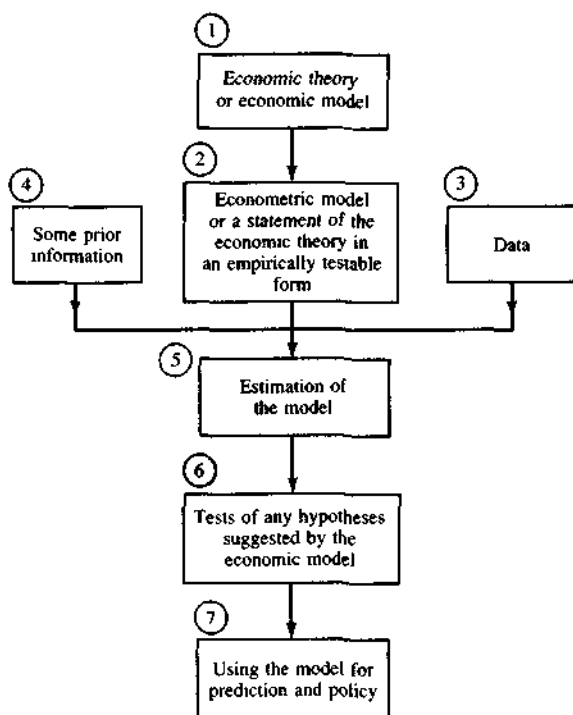 1
Economic theory
or economic model
2
Econometric model
or a statement of the
economic theory in
an empirically testable
form
4
Some prior
information
3
Data
5
Estimation of
the model
6
Tests of any hypotheses
suggested by the
economic model
7
Using the model for
prediction and policy